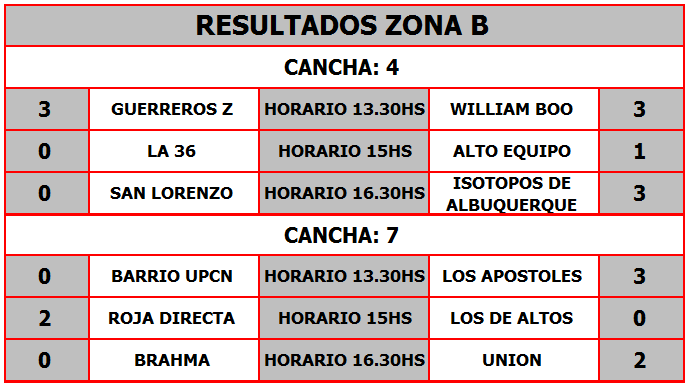 RESULTADOS ZONA B
CANCHA: 4
3 GUERREROS Z HORARIO 13.30HS WILLIAM BOO 3
0 LA 36 HORARIO 15HS ALTO EQUIPO 1
0 SAN LORENZO HORARIO 16.30HS ISOTOPOS DE
ALBUQUERQUE 3
CANCHA: 7
0 BARRIO UPCN HORARIO 13.30HS LOS APOSTOLES 3
2 ROJA DIRECTA HORARIO 15HS LOS DE ALTOS 0
0 BRAHMA HORARIO 16.30HS UNION 2